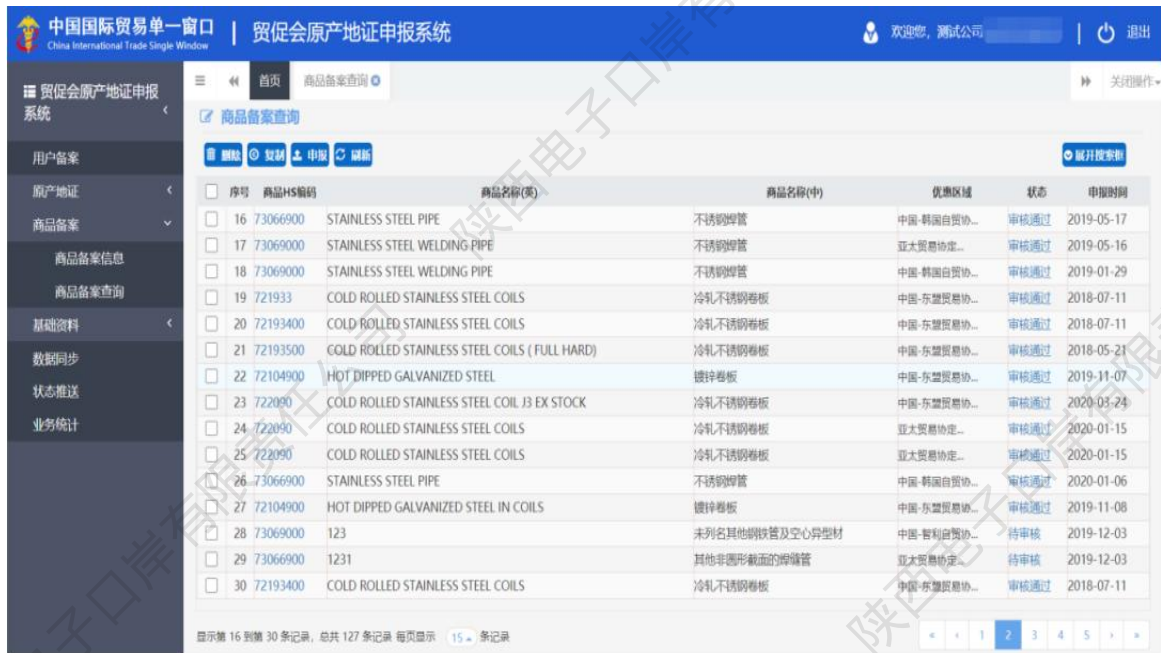 中国国际贸易单一窗口 | 贸促会原产地证申报系统 欢迎您，测试公司 | 退出
China International Trade Single Window
贸促会原产地证申报系统
用户备案
原产地证
商品备案
商品备案信息
商品备案查询
基础资料
数据同步
状态推送
业务统计
首页 商品备案查询 关闭操作
商品备案查询
删除 复制 申报 刷新 展开搜索框
序号 商品HS编码 商品名称(英) 商品名称(中) 优惠区域 状态 申报时间
16 73066900 STAINLESS STEEL PIPE 不锈钢焊管 中国-韩国自贸协... 审核通过 2019-05-17
17 73069000 STAINLESS STEEL WELDING PIPE 不锈钢焊管 亚太贸易协定... 审核通过 2019-05-16
18 73069000 STAINLESS STEEL WELDING PIPE 不锈钢焊管 中国-韩国自贸协... 审核通过 2019-01-29
19 721933 COLD ROLLED STAINLESS STEEL COILS 冷轧不锈钢卷板 中国-东盟贸易协... 审核通过 2018-07-11
20 72193400 COLD ROLLED STAINLESS STEEL COILS 冷轧不锈钢卷板 中国-东盟贸易协... 审核通过 2018-07-11
21 72193500 COLD ROLLED STAINLESS STEEL COILS ( FULL HARD) 冷轧不锈钢卷板 中国-东盟贸易协... 审核通过 2018-05-21
22 72104900 HOT DIPPED GALVANIZED STEEL 镀锌卷板 中国-东盟贸易协... 审核通过 2019-11-07
23 722090 COLD ROLLED STAINLESS STEEL COIL J3 EX STOCK 冷轧不锈钢卷板 中国-东盟贸易协... 审核通过 2020-03-24
24 722090 COLD ROLLED STAINLESS STEEL COILS 冷轧不锈钢卷板 亚太贸易协定... 审核通过 2020-01-15
25 722090 COLD ROLLED STAINLESS STEEL COILS 冷轧不锈钢卷板 亚太贸易协定... 审核通过 2020-01-15
26 73066900 STAINLESS STEEL PIPE 不锈钢焊管 中国-韩国自贸协... 审核通过 2020-01-06
27 72104900 HOT DIPPED GALVANIZED STEEL IN COILS 镀锌卷板 中国-东盟贸易协... 审核通过 2019-11-08
28 73069000 123 未列名其他钢铁管及空心异型材 中国-智利自贸协... 待审核 2019-12-03
29 73066900 1231 其他非圆形截面的焊缝管 亚太贸易协定... 待审核 2019-12-03
30 72193400 COLD ROLLED STAINLESS STEEL COILS 冷轧不锈钢卷板 中国-东盟贸易协... 审核通过 2018-07-11
显示第 16 到第 30 条记录，总共 127 条记录 每页显示 15 条记录 « ‹ 1 2 3 4 5 › »